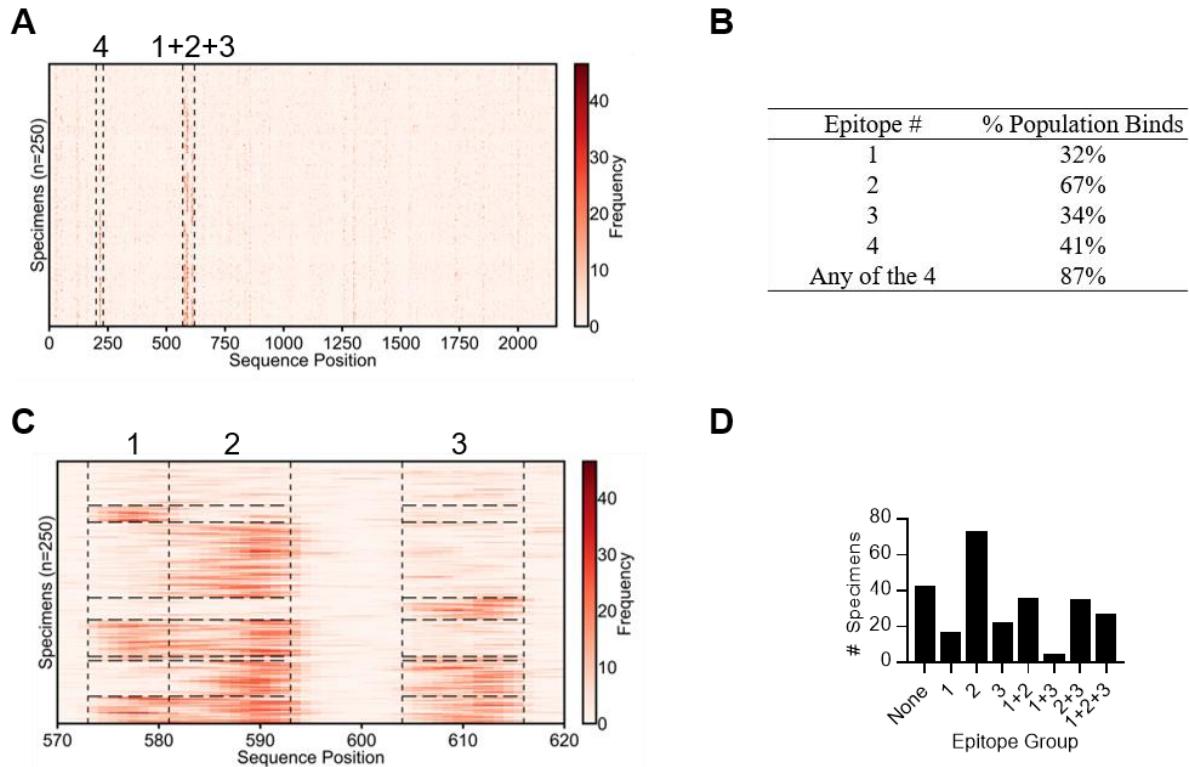 A
4 1+2+3
Specimens (n=250)
0 250 500 750 1000 1250 1500 1750 2000
Sequence Position
40
30
20
10
0
Frequency
B
Epitope # % Population Binds
1 32%
2 67%
3 34%
4 41%
Any of the 4 87%
C
1 2 3
Specimens (n=250)
570 580 590 600 610 620
Sequence Position
40
30
20
10
0
Frequency
D
80
60
40
20
0
# Specimens
None 1 2 3 1+2 1+3 2+3 1+2+3
Epitope Group